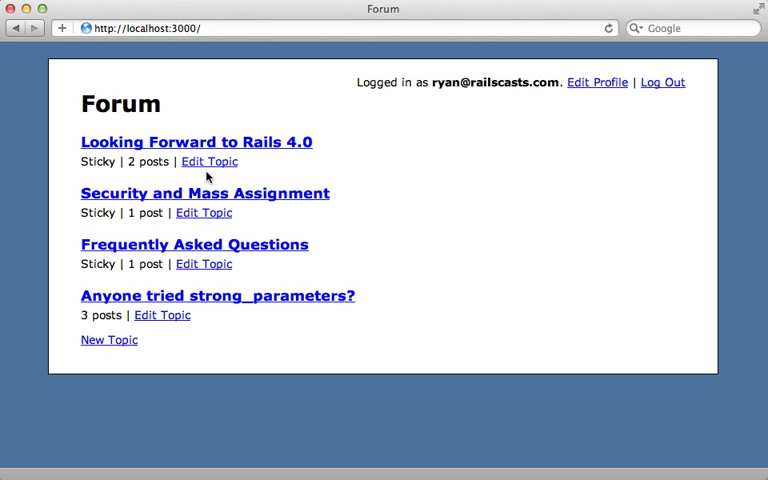 Forum
http://localhost:3000/
Google
Logged in as ryan@railscasts.com. Edit Profile | Log Out
Forum
Looking Forward to Rails 4.0
Sticky | 2 posts | Edit Topic
Security and Mass Assignment
Sticky | 1 post | Edit Topic
Frequently Asked Questions
Sticky | 1 post | Edit Topic
Anyone tried strong_parameters?
3 posts | Edit Topic
New Topic